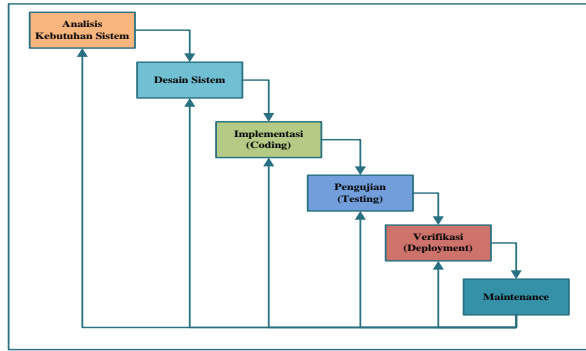 Analisis
Kebutuhan Sistem
Desain Sistem
Implementasi
(Coding)
Pengujian
(Testing)
Verifikasi
(Deployment)
Maintenance